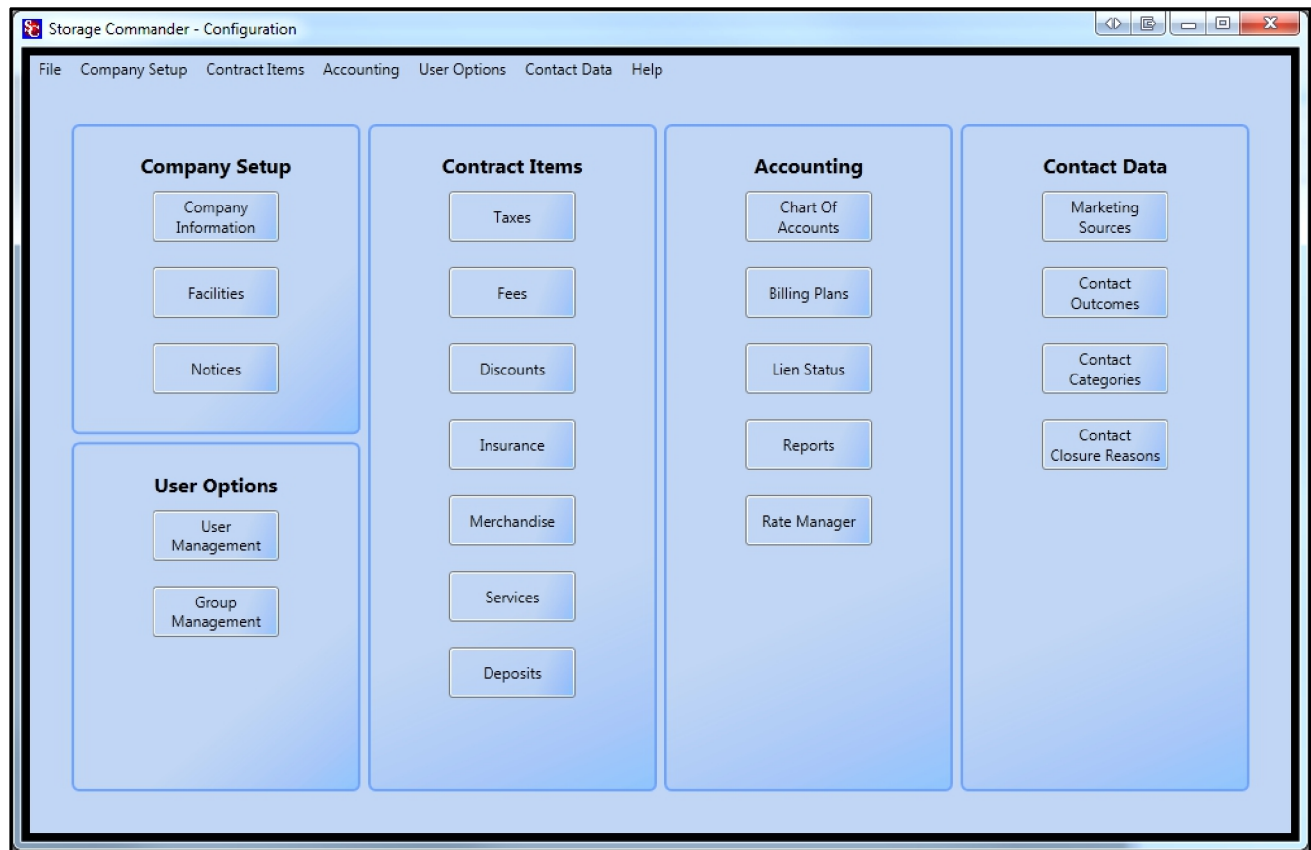 Storage Commander - Configuration
File Company Setup Contract Items Accounting User Options Contact Data Help
Company Setup
Company
Information
Facilities
Notices
User Options
User
Management
Group
Management
Contract Items
Taxes
Fees
Discounts
Insurance
Merchandise
Services
Deposits
Accounting
Chart Of
Accounts
Billing Plans
Lien Status
Reports
Rate Manager
Contact Data
Marketing
Sources
Contact
Outcomes
Contact
Categories
Contact
Closure Reasons